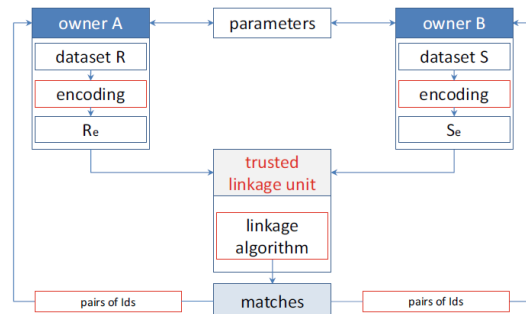 owner A
parameters
owner B
dataset R
dataset S
encoding
encoding
Re
Se
trusted
linkage unit
linkage
algorithm
pairs of Ids
matches
pairs of Ids